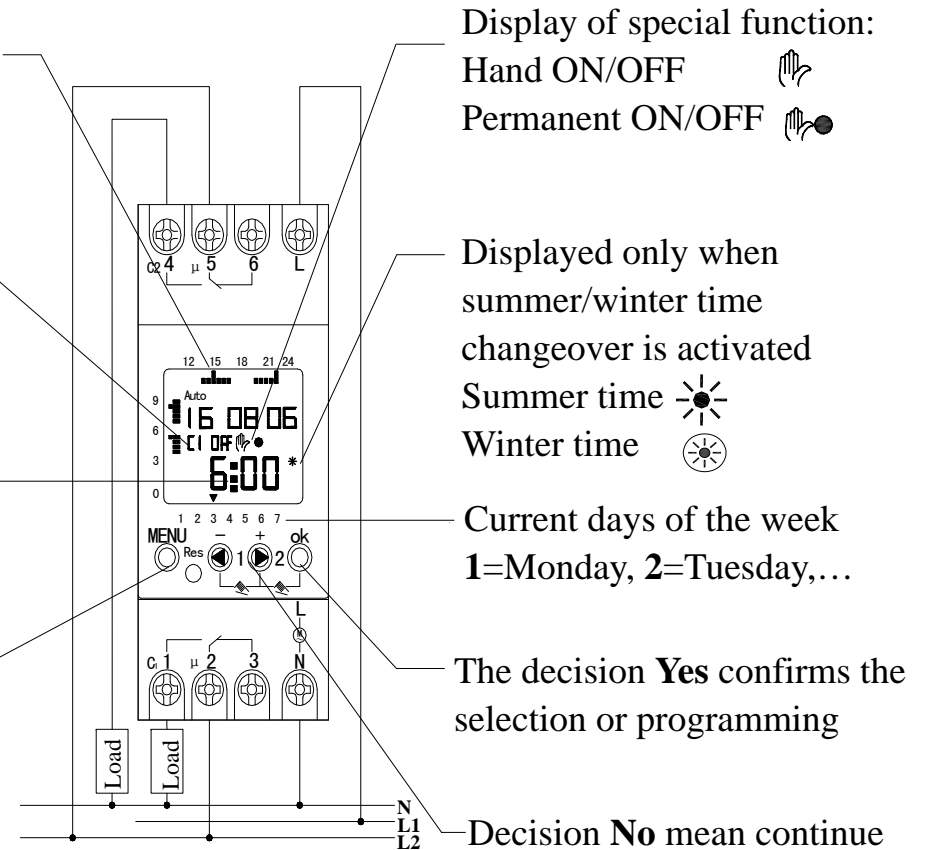 Display of special function:
Hand ON/OFF
Permanent ON/OFF
C2 4 μ 5 6 L
Displayed only when
summer/winter time
changeover is activated
Summer time
Winter time
12 15 18 21 24
9
Auto
16 08:06
6
C1 OFF
3
6:00 *
0
1 2 3 4 5 6 7
Current days of the week
1=Monday, 2=Tuesday,…
MENU - + ok
Res 1 2
L
M
C1 1 μ 2 3 N
The decision Yes confirms the
selection or programming
Load Load
N
L1
L2
Decision No mean continue